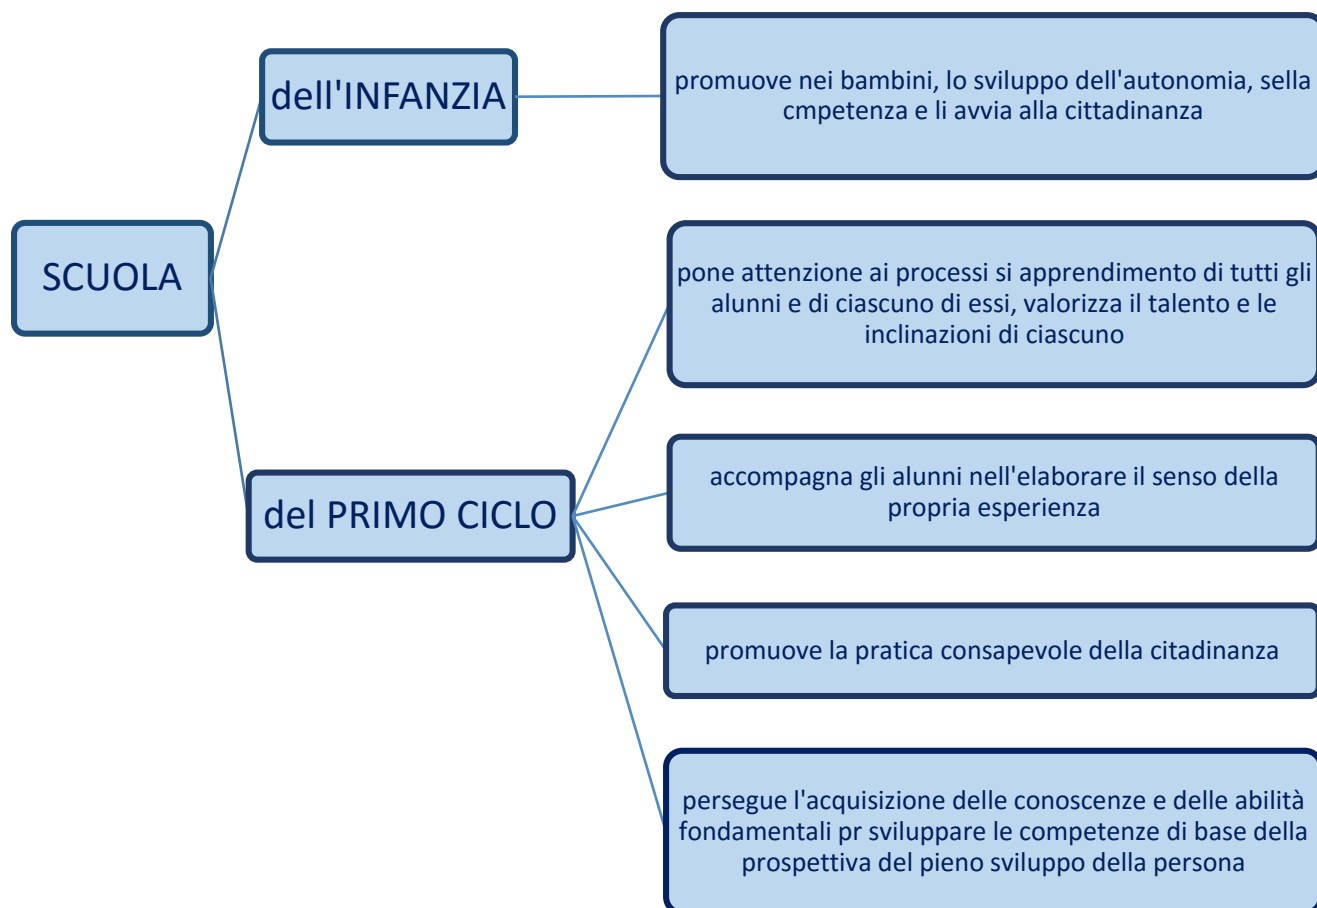 SCUOLA
dell'INFANZIA
promuove nei bambini, lo sviluppo dell'autonomia, sella
cmpetenza e li avvia alla cittadinanza
del PRIMO CICLO
pone attenzione ai processi si apprendimento di tutti gli
alunni e di ciascuno di essi, valorizza il talento e le
inclinazioni di ciascuno
accompagna gli alunni nell'elaborare il senso della
propria esperienza
promuove la pratica consapevole della citadinanza
persegue l'acquisizione delle conoscenze e delle abilità
fondamentali pr sviluppare le competenze di base della
prospettiva del pieno sviluppo della persona